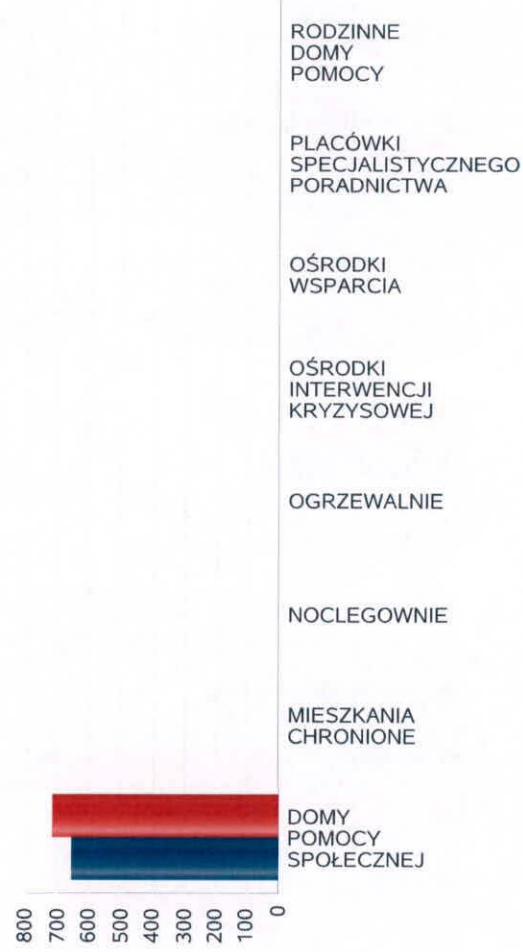 RODZINNE
DOMY
POMOCY
PLACÓWKI
SPECJALISTYCZNEGO
PORADNICTWA
OŚRODKI
WSPARCIA
OŚRODKI
INTERWENCJI
KRYZYSOWEJ
OGRZEWALNIE
NOCLEGOWNIE
MIESZKANIA
CHRONIONE
DOMY
POMOCY
SPOŁECZNEJ
800
700
600
500
400
300
200
100
0